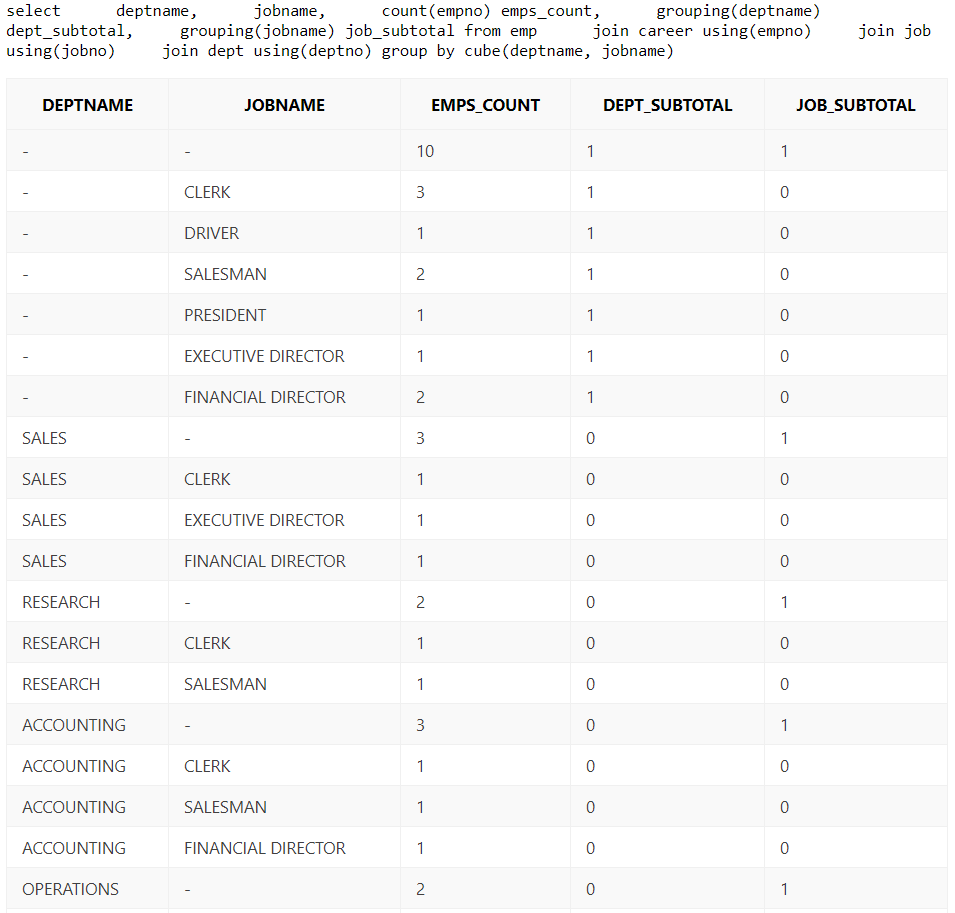 select      deptname,      jobname,      count(empno) emps_count,      grouping(deptname)
dept_subtotal,     grouping(jobname) job_subtotal from emp      join career using(empno)     join job
using(jobno)     join dept using(deptno) group by cube(deptname, jobname)
DEPTNAME JOBNAME EMPS_COUNT DEPT_SUBTOTAL JOB_SUBTOTAL
- - 10 1 1
- CLERK 3 1 0
- DRIVER 1 1 0
- SALESMAN 2 1 0
- PRESIDENT 1 1 0
- EXECUTIVE DIRECTOR 1 1 0
- FINANCIAL DIRECTOR 2 1 0
SALES - 3 0 1
SALES CLERK 1 0 0
SALES EXECUTIVE DIRECTOR 1 0 0
SALES FINANCIAL DIRECTOR 1 0 0
RESEARCH - 2 0 1
RESEARCH CLERK 1 0 0
RESEARCH SALESMAN 1 0 0
ACCOUNTING - 3 0 1
ACCOUNTING CLERK 1 0 0
ACCOUNTING SALESMAN 1 0 0
ACCOUNTING FINANCIAL DIRECTOR 1 0 0
OPERATIONS - 2 0 1